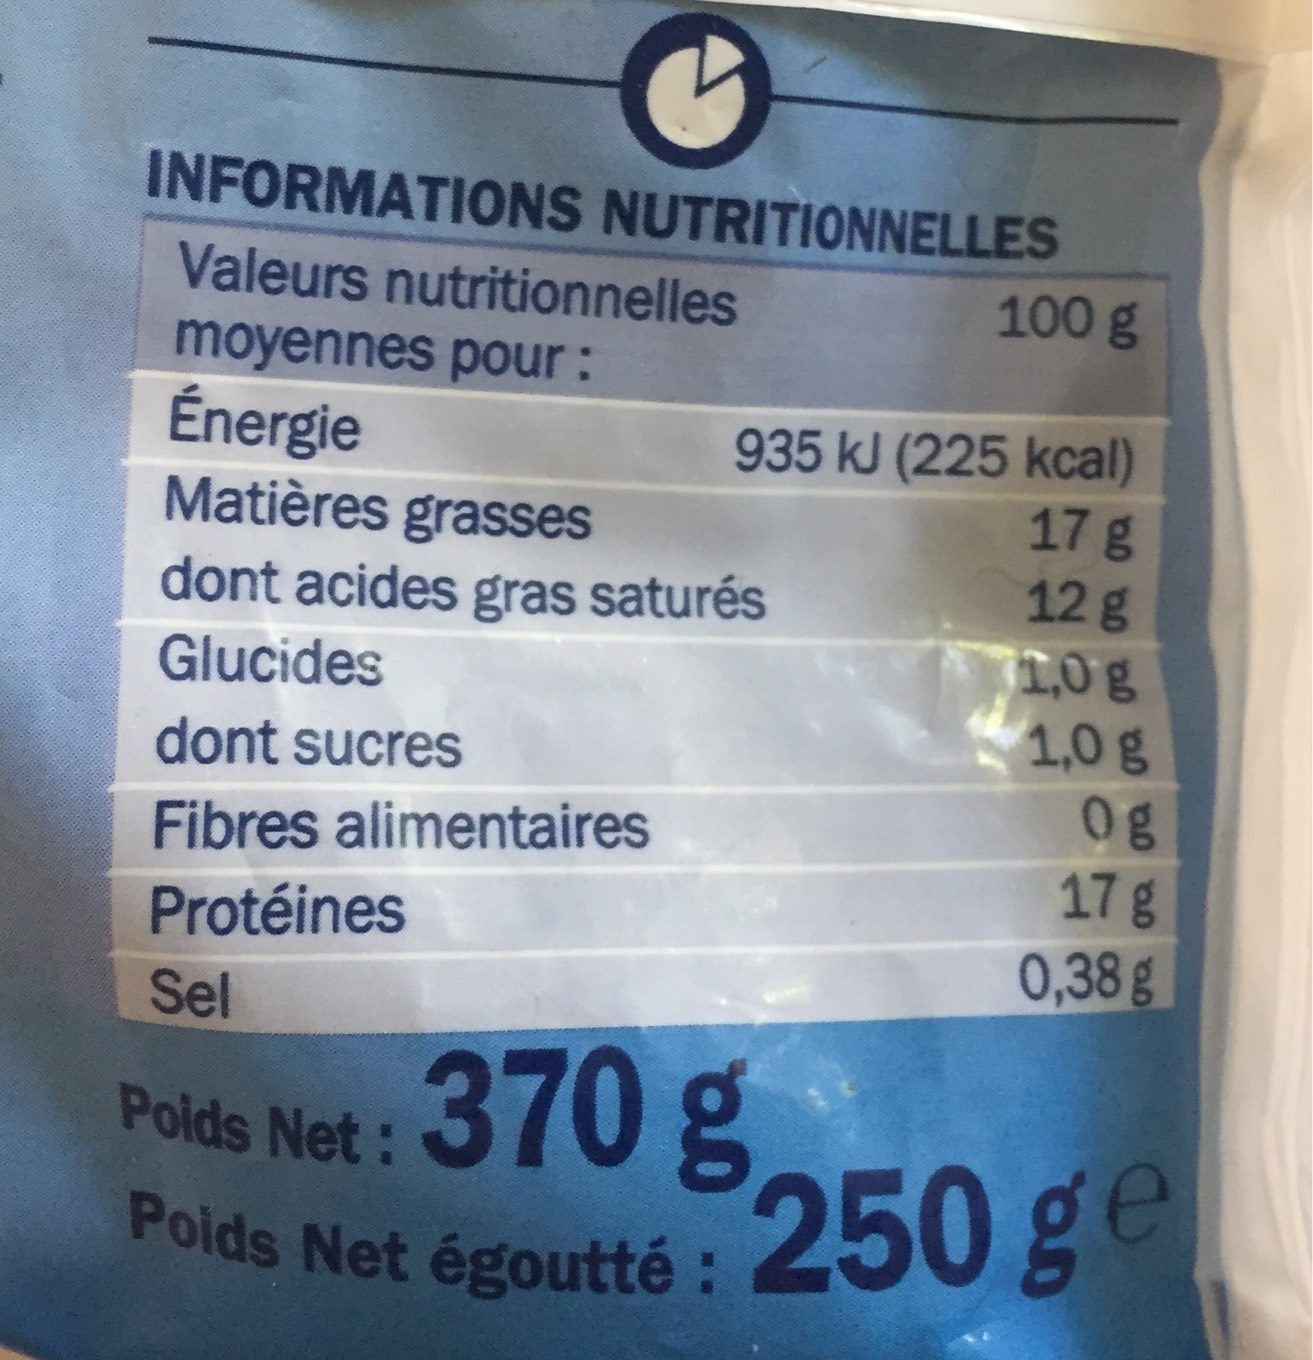 INFORMATIONS NUTRITIONNELLES
Valeurs nutritionnelles
moyennes pour : 100 g
Énergie 935 kJ (225 kcal)
Matières grasses 17 g
dont acides gras saturés 12 g
Glucides 1,0 g
dont sucres 1,0 g
Fibres alimentaires 0 g
Protéines 17 g
Sel 0,38 g
Poids Net : 370 g
Poids Net égoutté : 250 g e